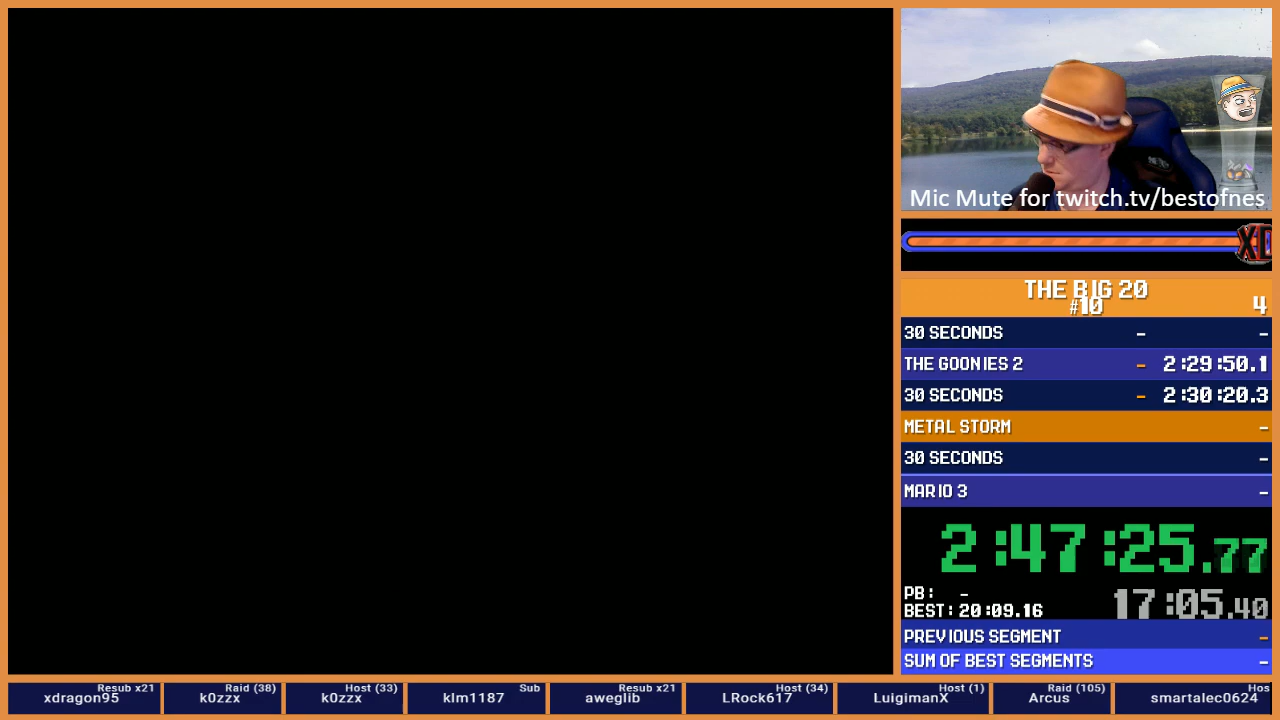 Mic Mute for twitch.tv/bestofnes
XD
THE BIG 20
#10 4
30 SECONDS - -
THE GOONIES 2 - 2:29:50.1
30 SECONDS - 2:30:20.3
METAL STORM -
30 SECONDS -
MARIO 3 -
2:47:25.77
PB: -
BEST: 20:09.16
17:05.40
PREVIOUS SEGMENT -
SUM OF BEST SEGMENTS -
Resub x21
xdragon95
Raid (38)
k0zzx
Host (33)
k0zzx
Sub
klm1187
Resub x21
aweglib
Host (34)
LRock617
Host (1)
LuigimanX
Raid (105)
Arcus
Hos
smartalec0624